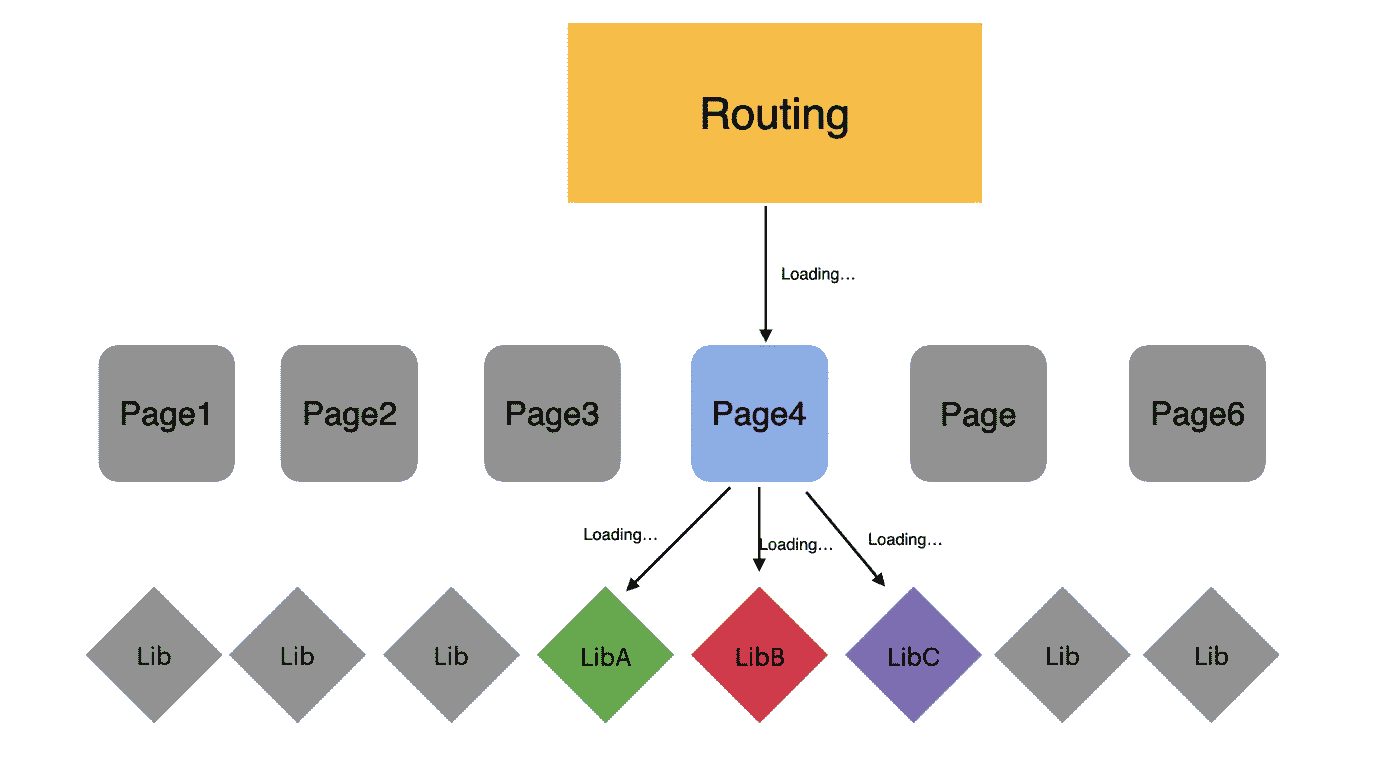 Routing
Loading…
Page1
Page2
Page3
Page4
Page
Page6
Loading…
Loading…
Loading…
Lib
Lib
Lib
LibA
LibB
LibC
Lib
Lib